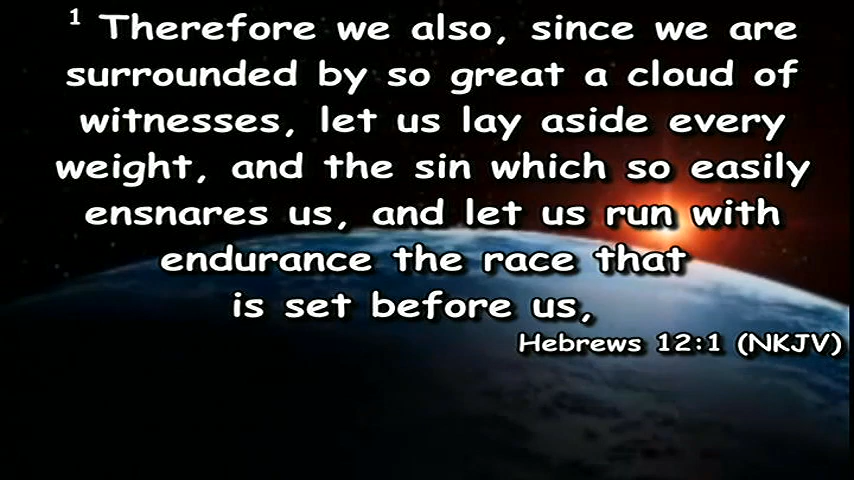 1 Therefore we also, since we are
surrounded by so great a cloud of
witnesses, let us lay aside every
weight, and the sin which so easily
ensnares us, and let us run with
endurance the race that
is set before us,
Hebrews 12:1 (NKJV)